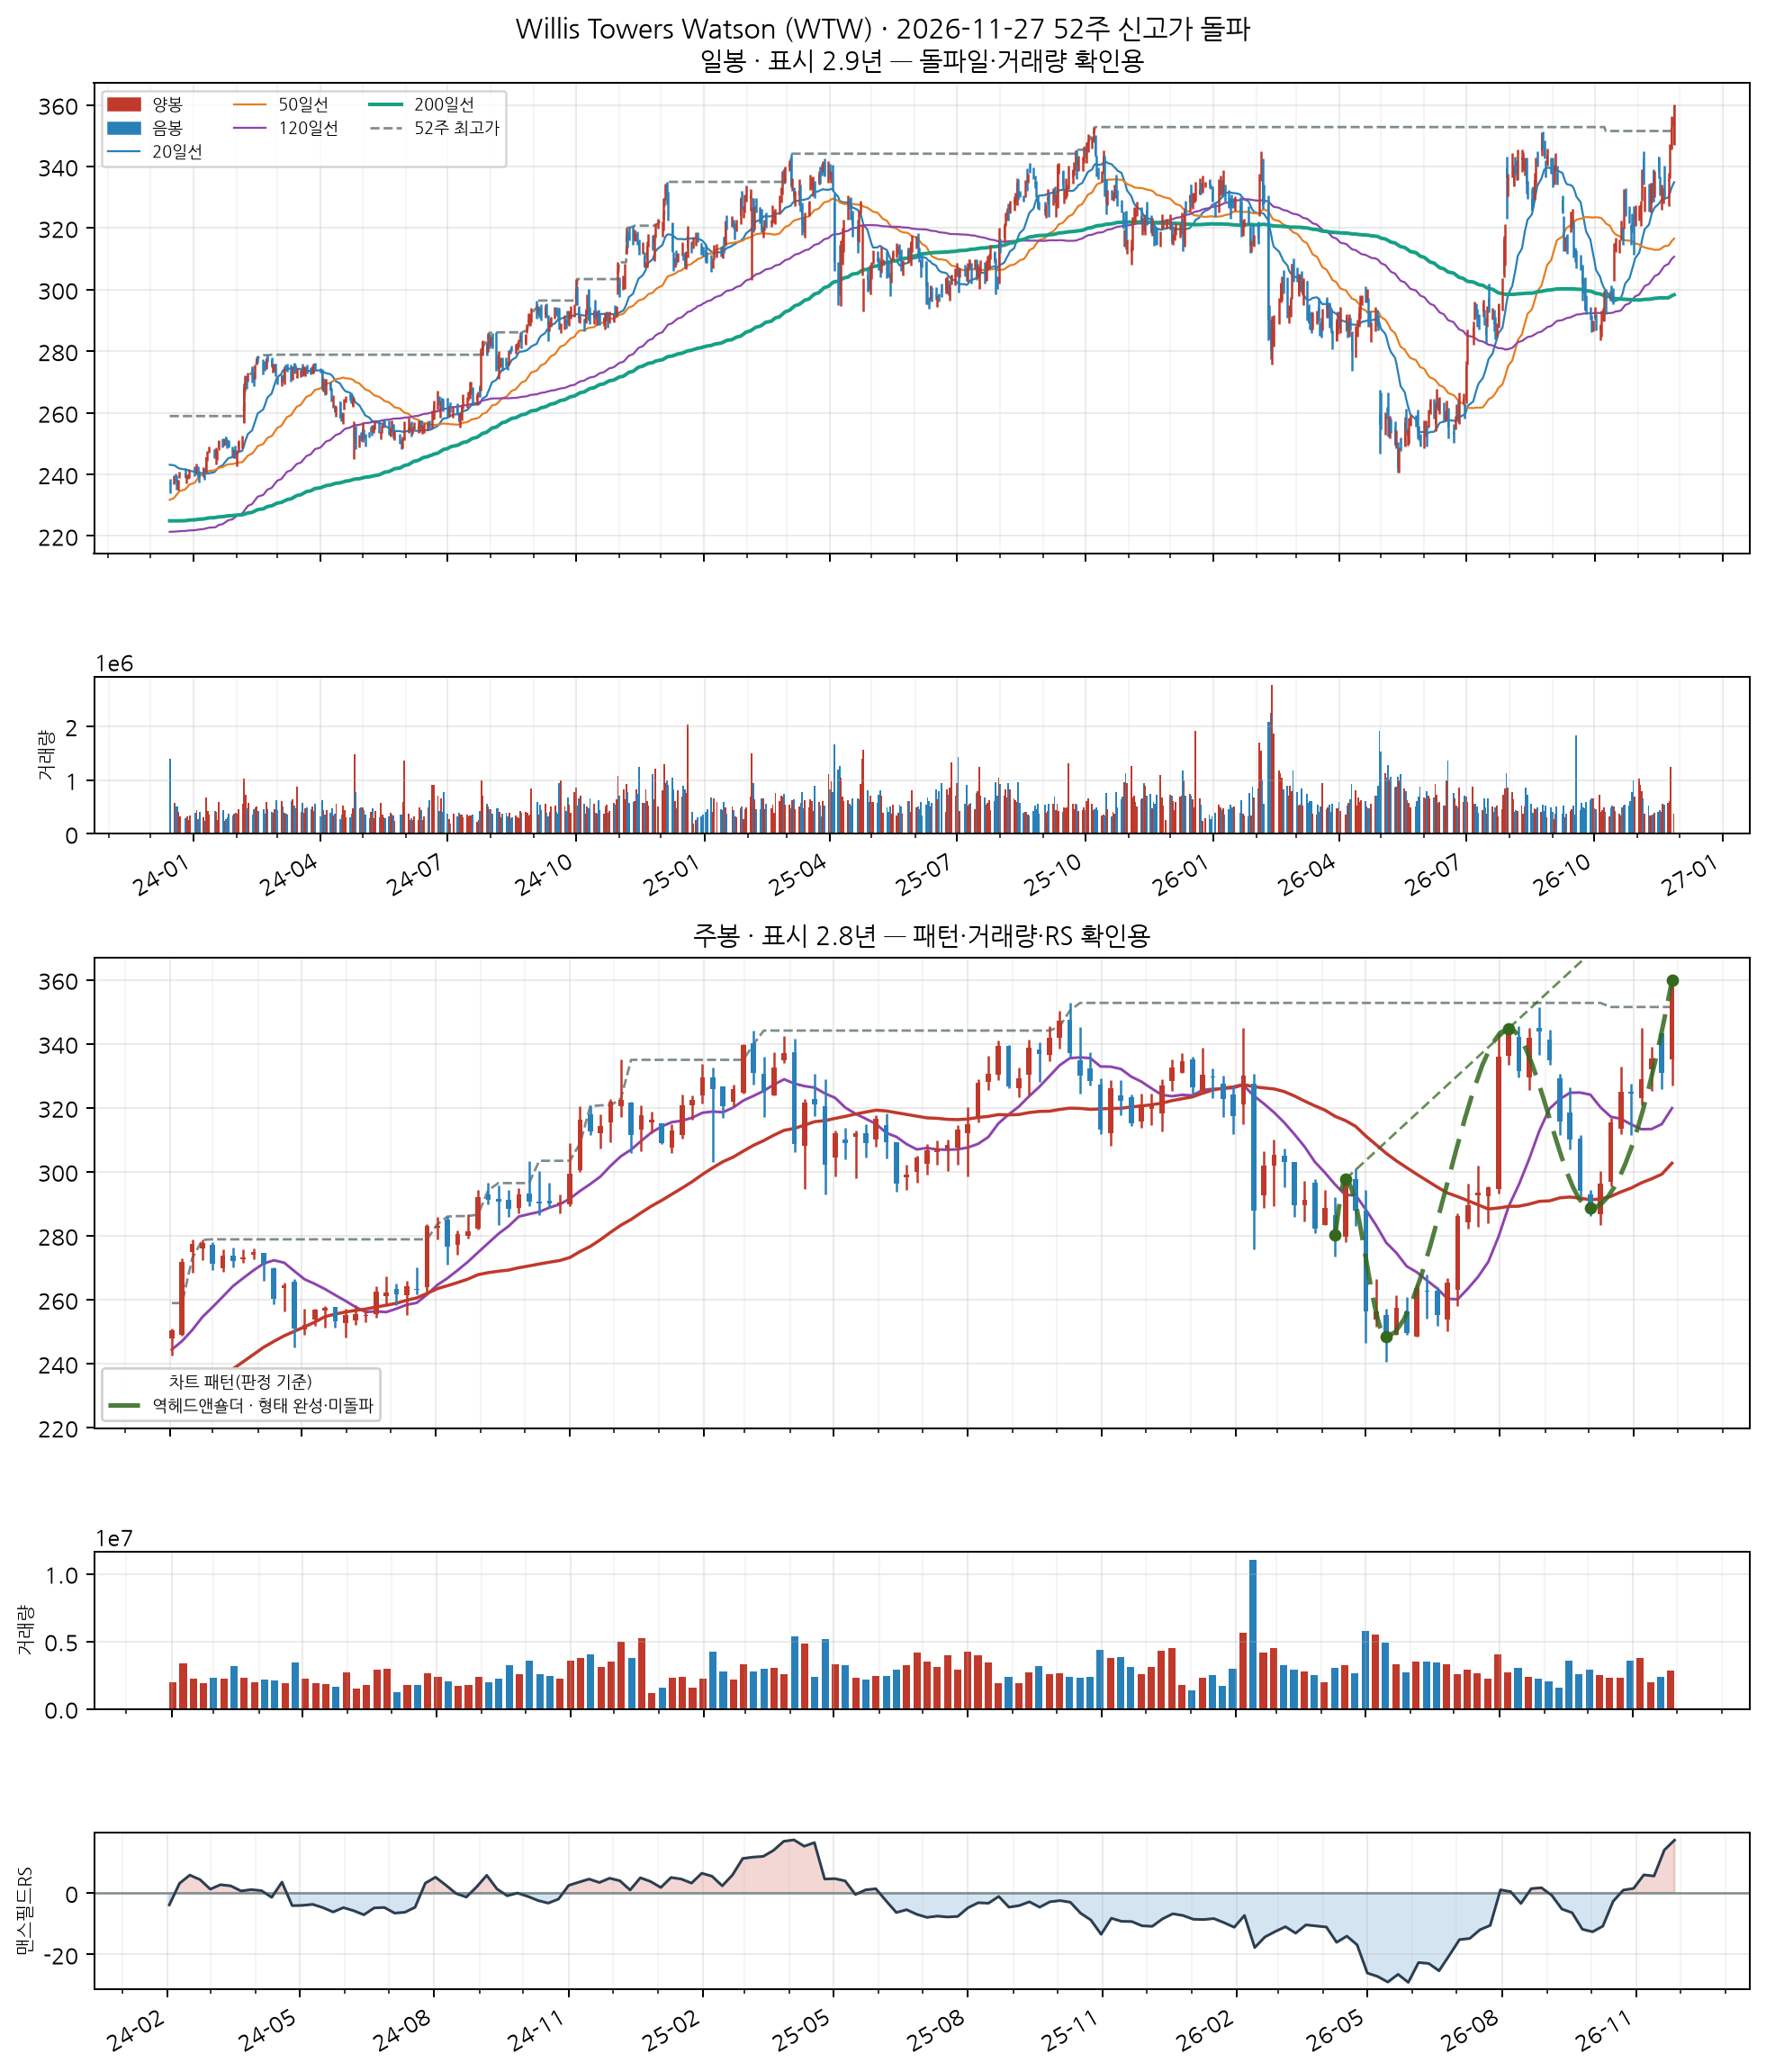 Willis Towers Watson (WTW) · 2026-11-27 52주 신고가 돌파
일봉 · 표시 2.9년 — 돌파일·거래량 확인용
양봉
음봉
20일선
50일선
120일선
200일선
52주 최고가
360
340
320
300
280
260
240
220
1e6
거래량
2
1
0
24-01
24-04
24-07
24-10
25-01
25-04
25-07
25-10
26-01
26-04
26-07
26-10
27-01
주봉 · 표시 2.8년 — 패턴·거래량·RS 확인용
360
340
320
300
280
260
240
220
차트 패턴(판정 기준)
역헤드앤숄더 · 형태 완성·미돌파
1e7
거래량
1.0
0.5
0.0
맨스필드RS
0
-20
24-02
24-05
24-08
24-11
25-02
25-05
25-08
25-11
26-02
26-05
26-08
26-11